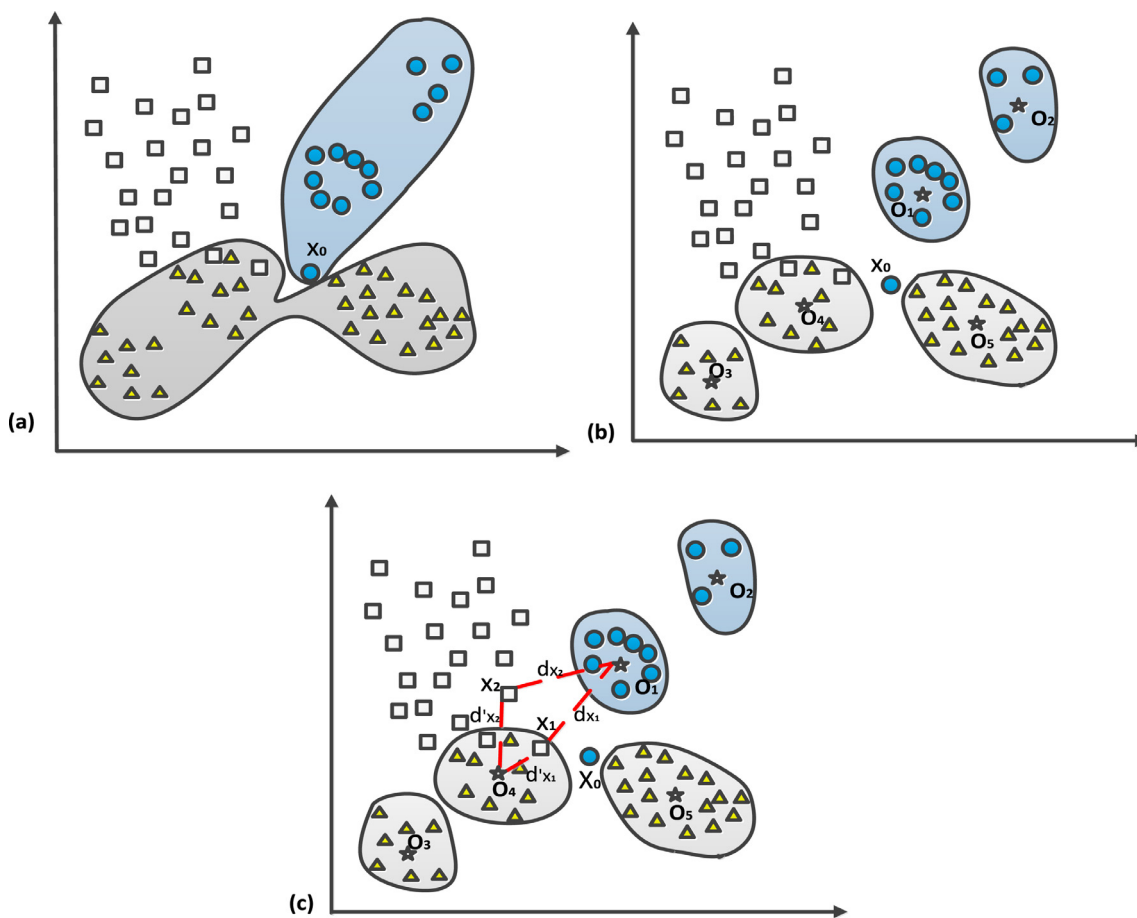 X₀
(a)
O₂
O₁
X₀
O₄
O₅
O₃
(b)
O₂
X₂
dx₂
O₁
d'x₂
X₁
dx₁
d'x₁
X₀
O₄
O₅
O₃
(c)